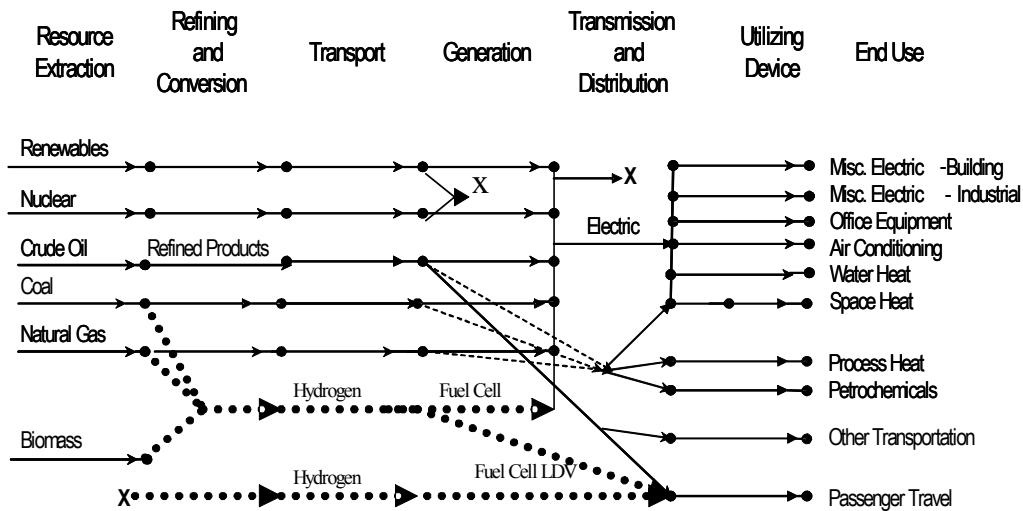 Resource
Extraction
Refining
and
Conversion
Transport
Generation
Transmission
and
Distribution
Utilizing
Device
End Use
Renewables
Nuclear
Crude Oil
Refined Products
Coal
Natural Gas
Biomass
X
X
Electric
X
Hydrogen
Fuel Cell
Hydrogen
Fuel Cell LDV
Misc. Electric -Building
Misc. Electric - Industrial
Office Equipment
Air Conditioning
Water Heat
Space Heat
Process Heat
Petrochemicals
Other Transportation
Passenger Travel